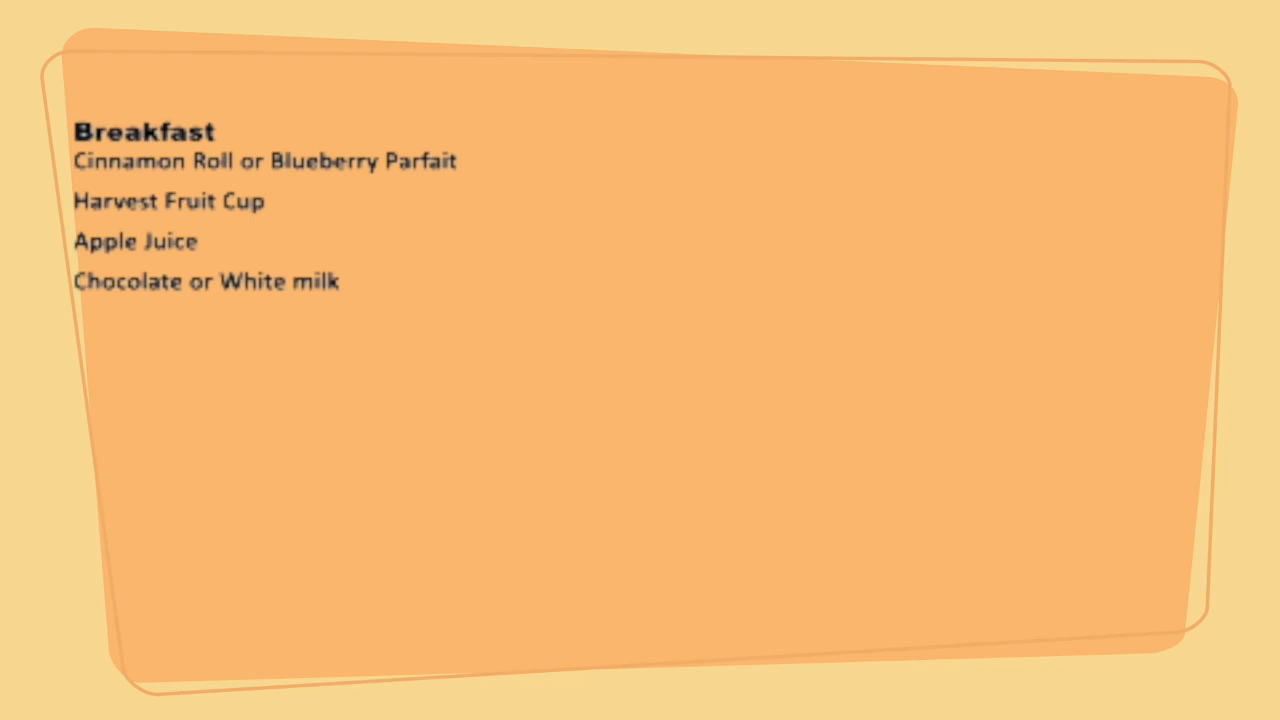 Breakfast
Cinnamon Roll or Blueberry Parfait
Harvest Fruit Cup
Apple Juice
Chocolate or White milk